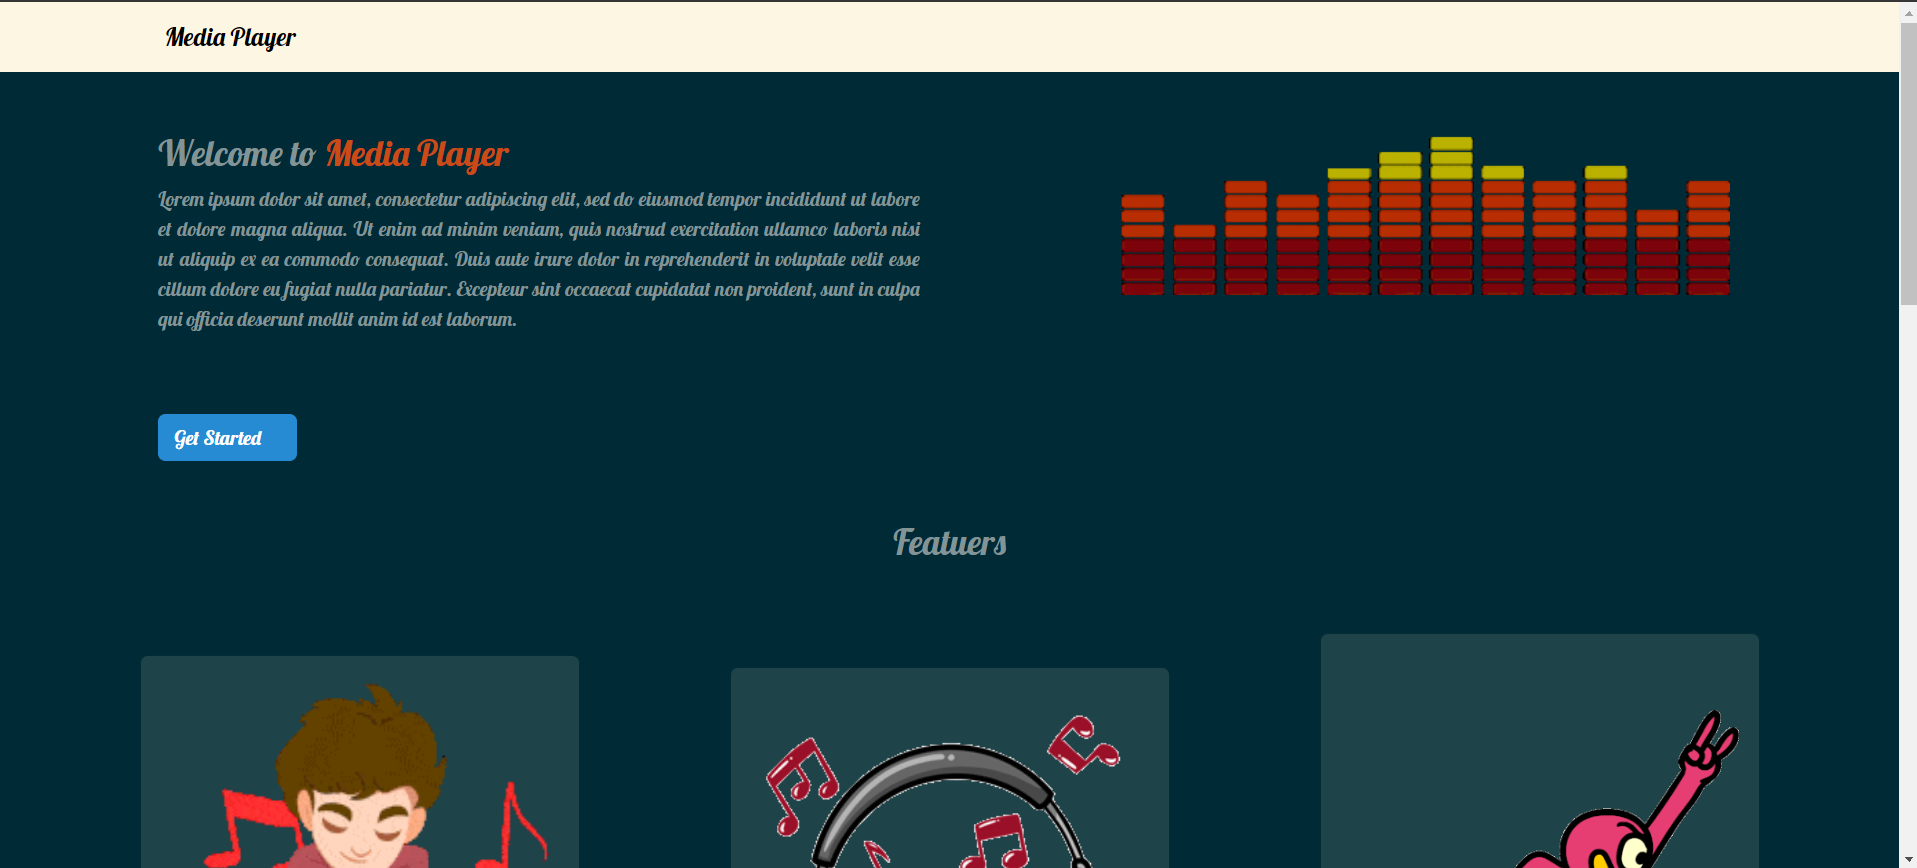 Media Player
Welcome to Media Player
Lorem ipsum dolor sit amet, consectetur adipiscing elit, sed do eiusmod tempor incididunt ut labore
et dolore magna aliqua. Ut enim ad minim veniam, quis nostrud exercitation ullamco laboris nisi
ut aliquip ex ea commodo consequat. Duis aute irure dolor in reprehenderit in voluptate velit esse
cillum dolore eu fugiat nulla pariatur. Excepteur sint occaecat cupidatat non proident, sunt in culpa
qui officia deserunt mollit anim id est laborum.
Get Started
Featuers